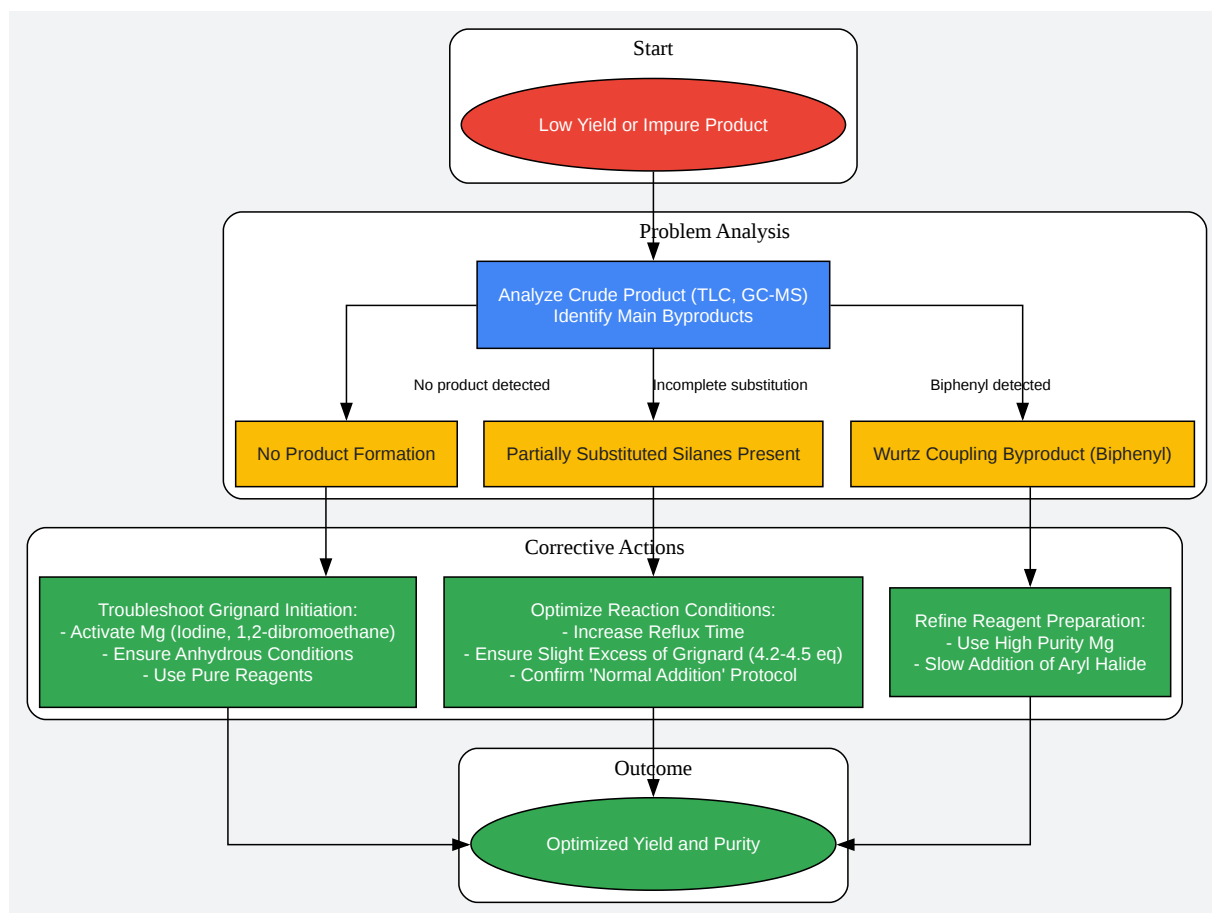 Start
Low Yield or Impure Product
Problem Analysis
Analyze Crude Product (TLC, GC-MS)
Identify Main Byproducts
No product detected
Incomplete substitution
Biphenyl detected
No Product Formation
Partially Substituted Silanes Present
Wurtz Coupling Byproduct (Biphenyl)
Corrective Actions
Troubleshoot Grignard Initiation:
- Activate Mg (Iodine, 1,2-dibromoethane)
- Ensure Anhydrous Conditions
- Use Pure Reagents
Optimize Reaction Conditions:
- Increase Reflux Time
- Ensure Slight Excess of Grignard (4.2-4.5 eq)
- Confirm 'Normal Addition' Protocol
Refine Reagent Preparation:
- Use High Purity Mg
- Slow Addition of Aryl Halide
Outcome
Optimized Yield and Purity